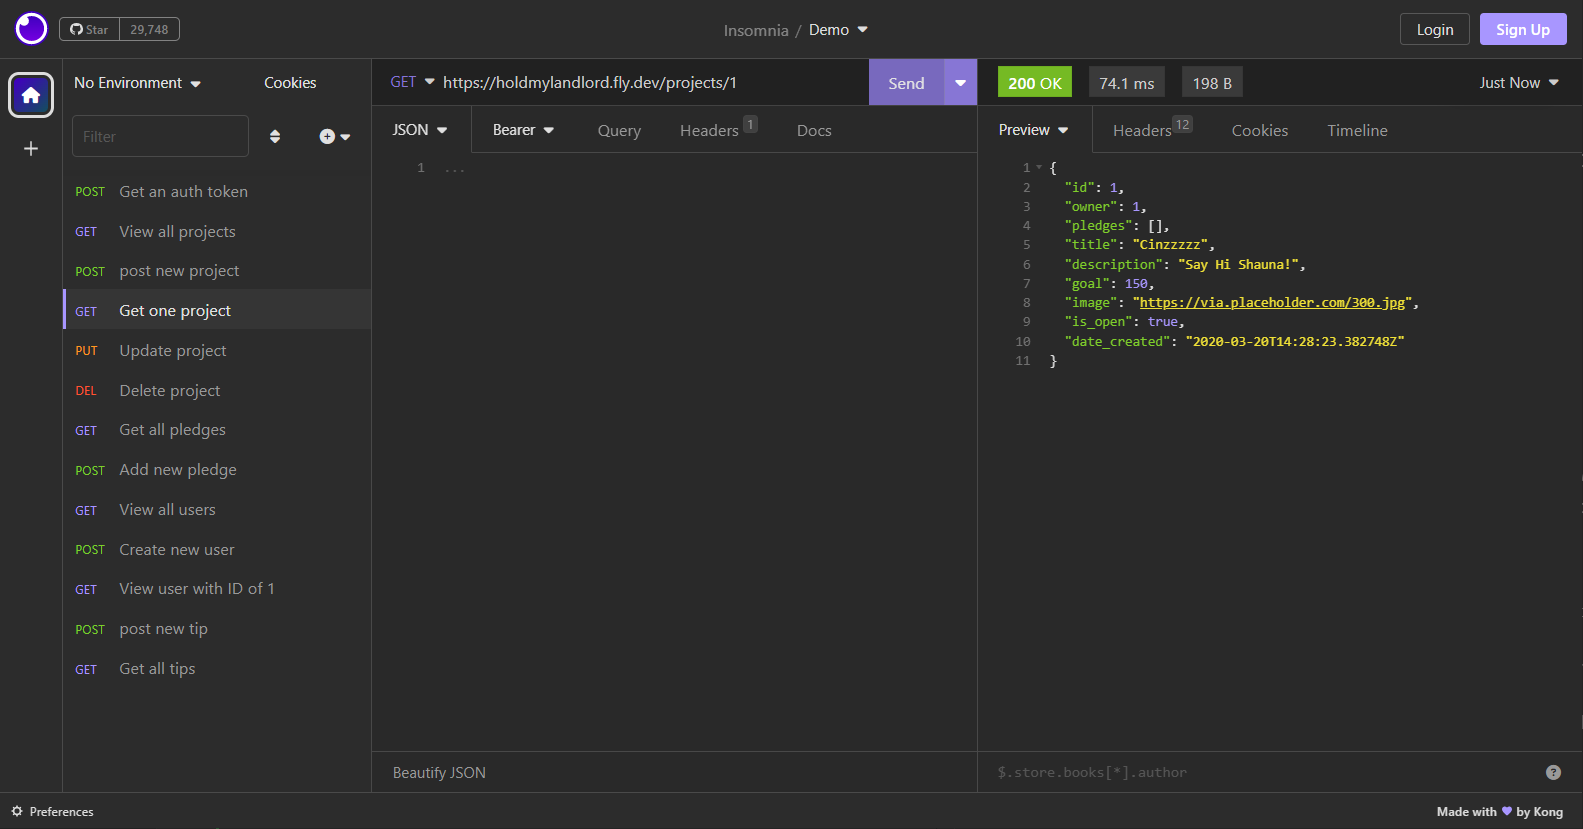 Star 29,748
Insomnia / Demo
Login Sign Up
No Environment Cookies
Filter
POST Get an auth token
GET View all projects
POST post new project
GET Get one project
PUT Update project
DEL Delete project
GET Get all pledges
POST Add new pledge
GET View all users
POST Create new user
GET View user with ID of 1
POST post new tip
GET Get all tips
GET https://holdmylandlord.fly.dev/projects/1 Send
JSON Bearer Query Headers 1 Docs
1 ...
Beautify JSON
200 OK 74.1 ms 198 B Just Now
Preview Headers 12 Cookies Timeline
1 {
2 "id": 1,
3 "owner": 1,
4 "pledges": [],
5 "title": "Cinzzzzz",
6 "description": "Say Hi Shauna!",
7 "goal": 150,
8 "image": "https://via.placeholder.com/300.jpg",
9 "is_open": true,
10 "date_created": "2020-03-20T14:28:23.382748Z"
11 }
$.store.books[*].author ?
Preferences
Made with by Kong